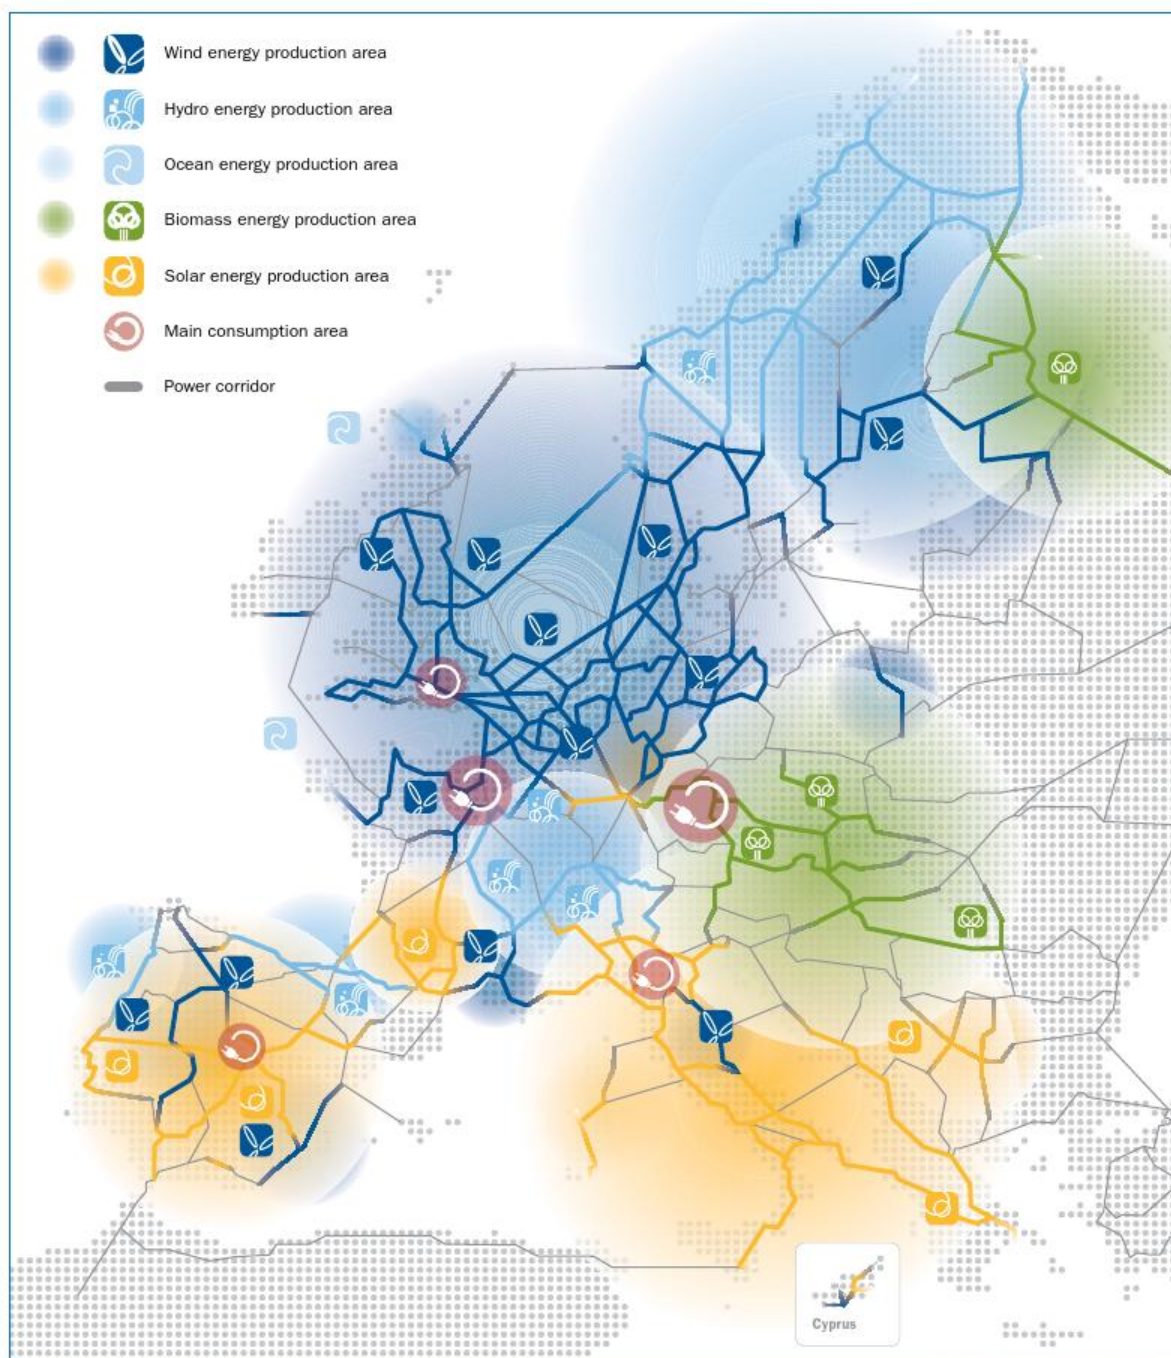 Wind energy production area
Hydro energy production area
Ocean energy production area
Biomass energy production area
Solar energy production area
Main consumption area
Power corridor
Cyprus